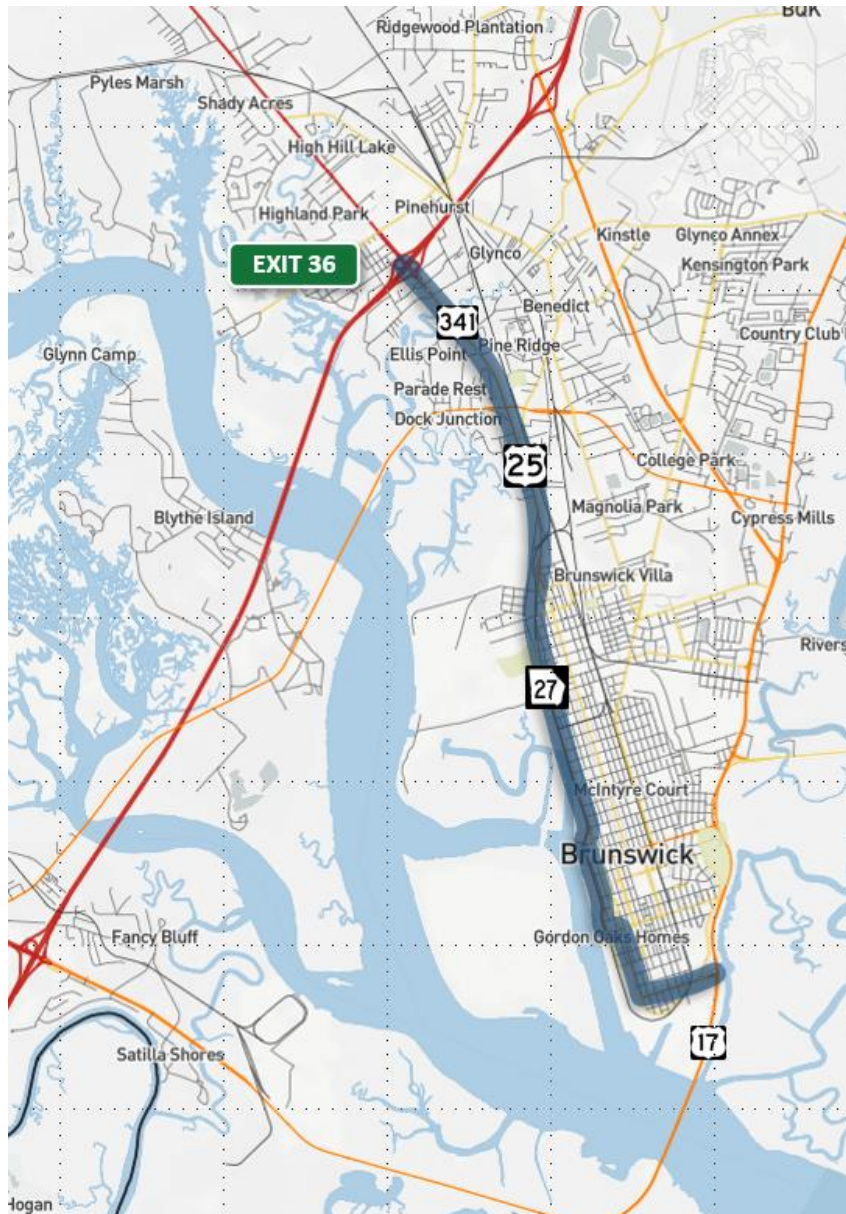 Ridgewood Plantation
BQK
Pyles Marsh
Shady Acres
High Hill Lake
Highland Park
Pinehurst
Kinstle
Glynco Annex
Glynco
EXIT 36
Kensington Park
Benedict
341
Country Club
Glynn Camp
Ellis Point
Pine Ridge
Parade Rest
Dock Junction
25
College Park
Magnolia Park
Blythe Island
Cypress Mills
Brunswick Villa
Rivers
27
McIntyre Court
Brunswick
Fancy Bluff
Gordon Oaks Homes
17
Satilla Shores
Hogan